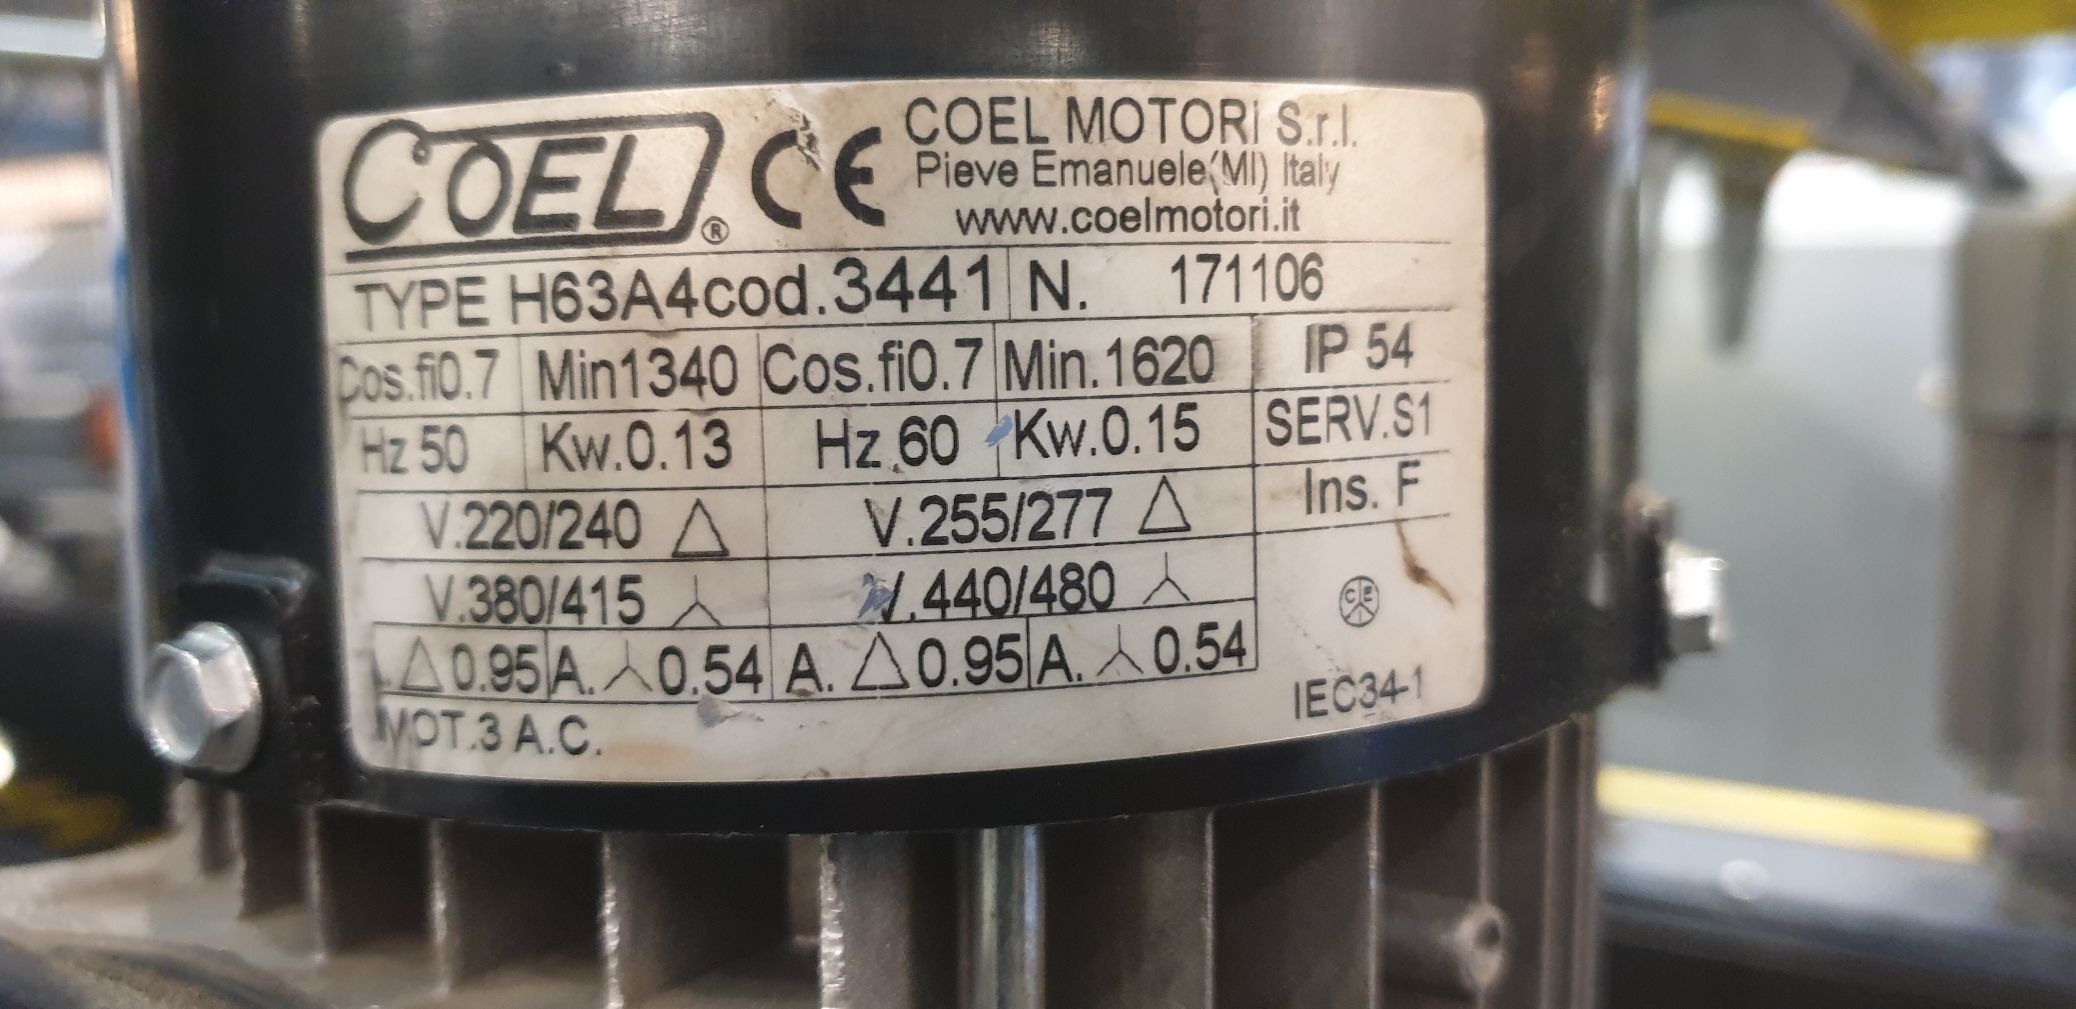 COEL ® CE COEL MOTORI S.r.l.
Pieve Emanuele(MI) Italy
www.coelmotori.it
TYPE H63A4cod.3441 N. 171106
Cos.fi0.7 Min1340 Cos.fi0.7 Min.1620 IP 54
Hz 50 Kw.0.13 Hz.60 Kw.0.15 SERV.S1
V.220/240 △ V.255/277 △ Ins. F
V.380/415 ⅄ V.440/480 ⅄
△ 0.95 A. ⅄ 0.54 A. △ 0.95 A. ⅄ 0.54
MOT.3 A.C. IEC34-1